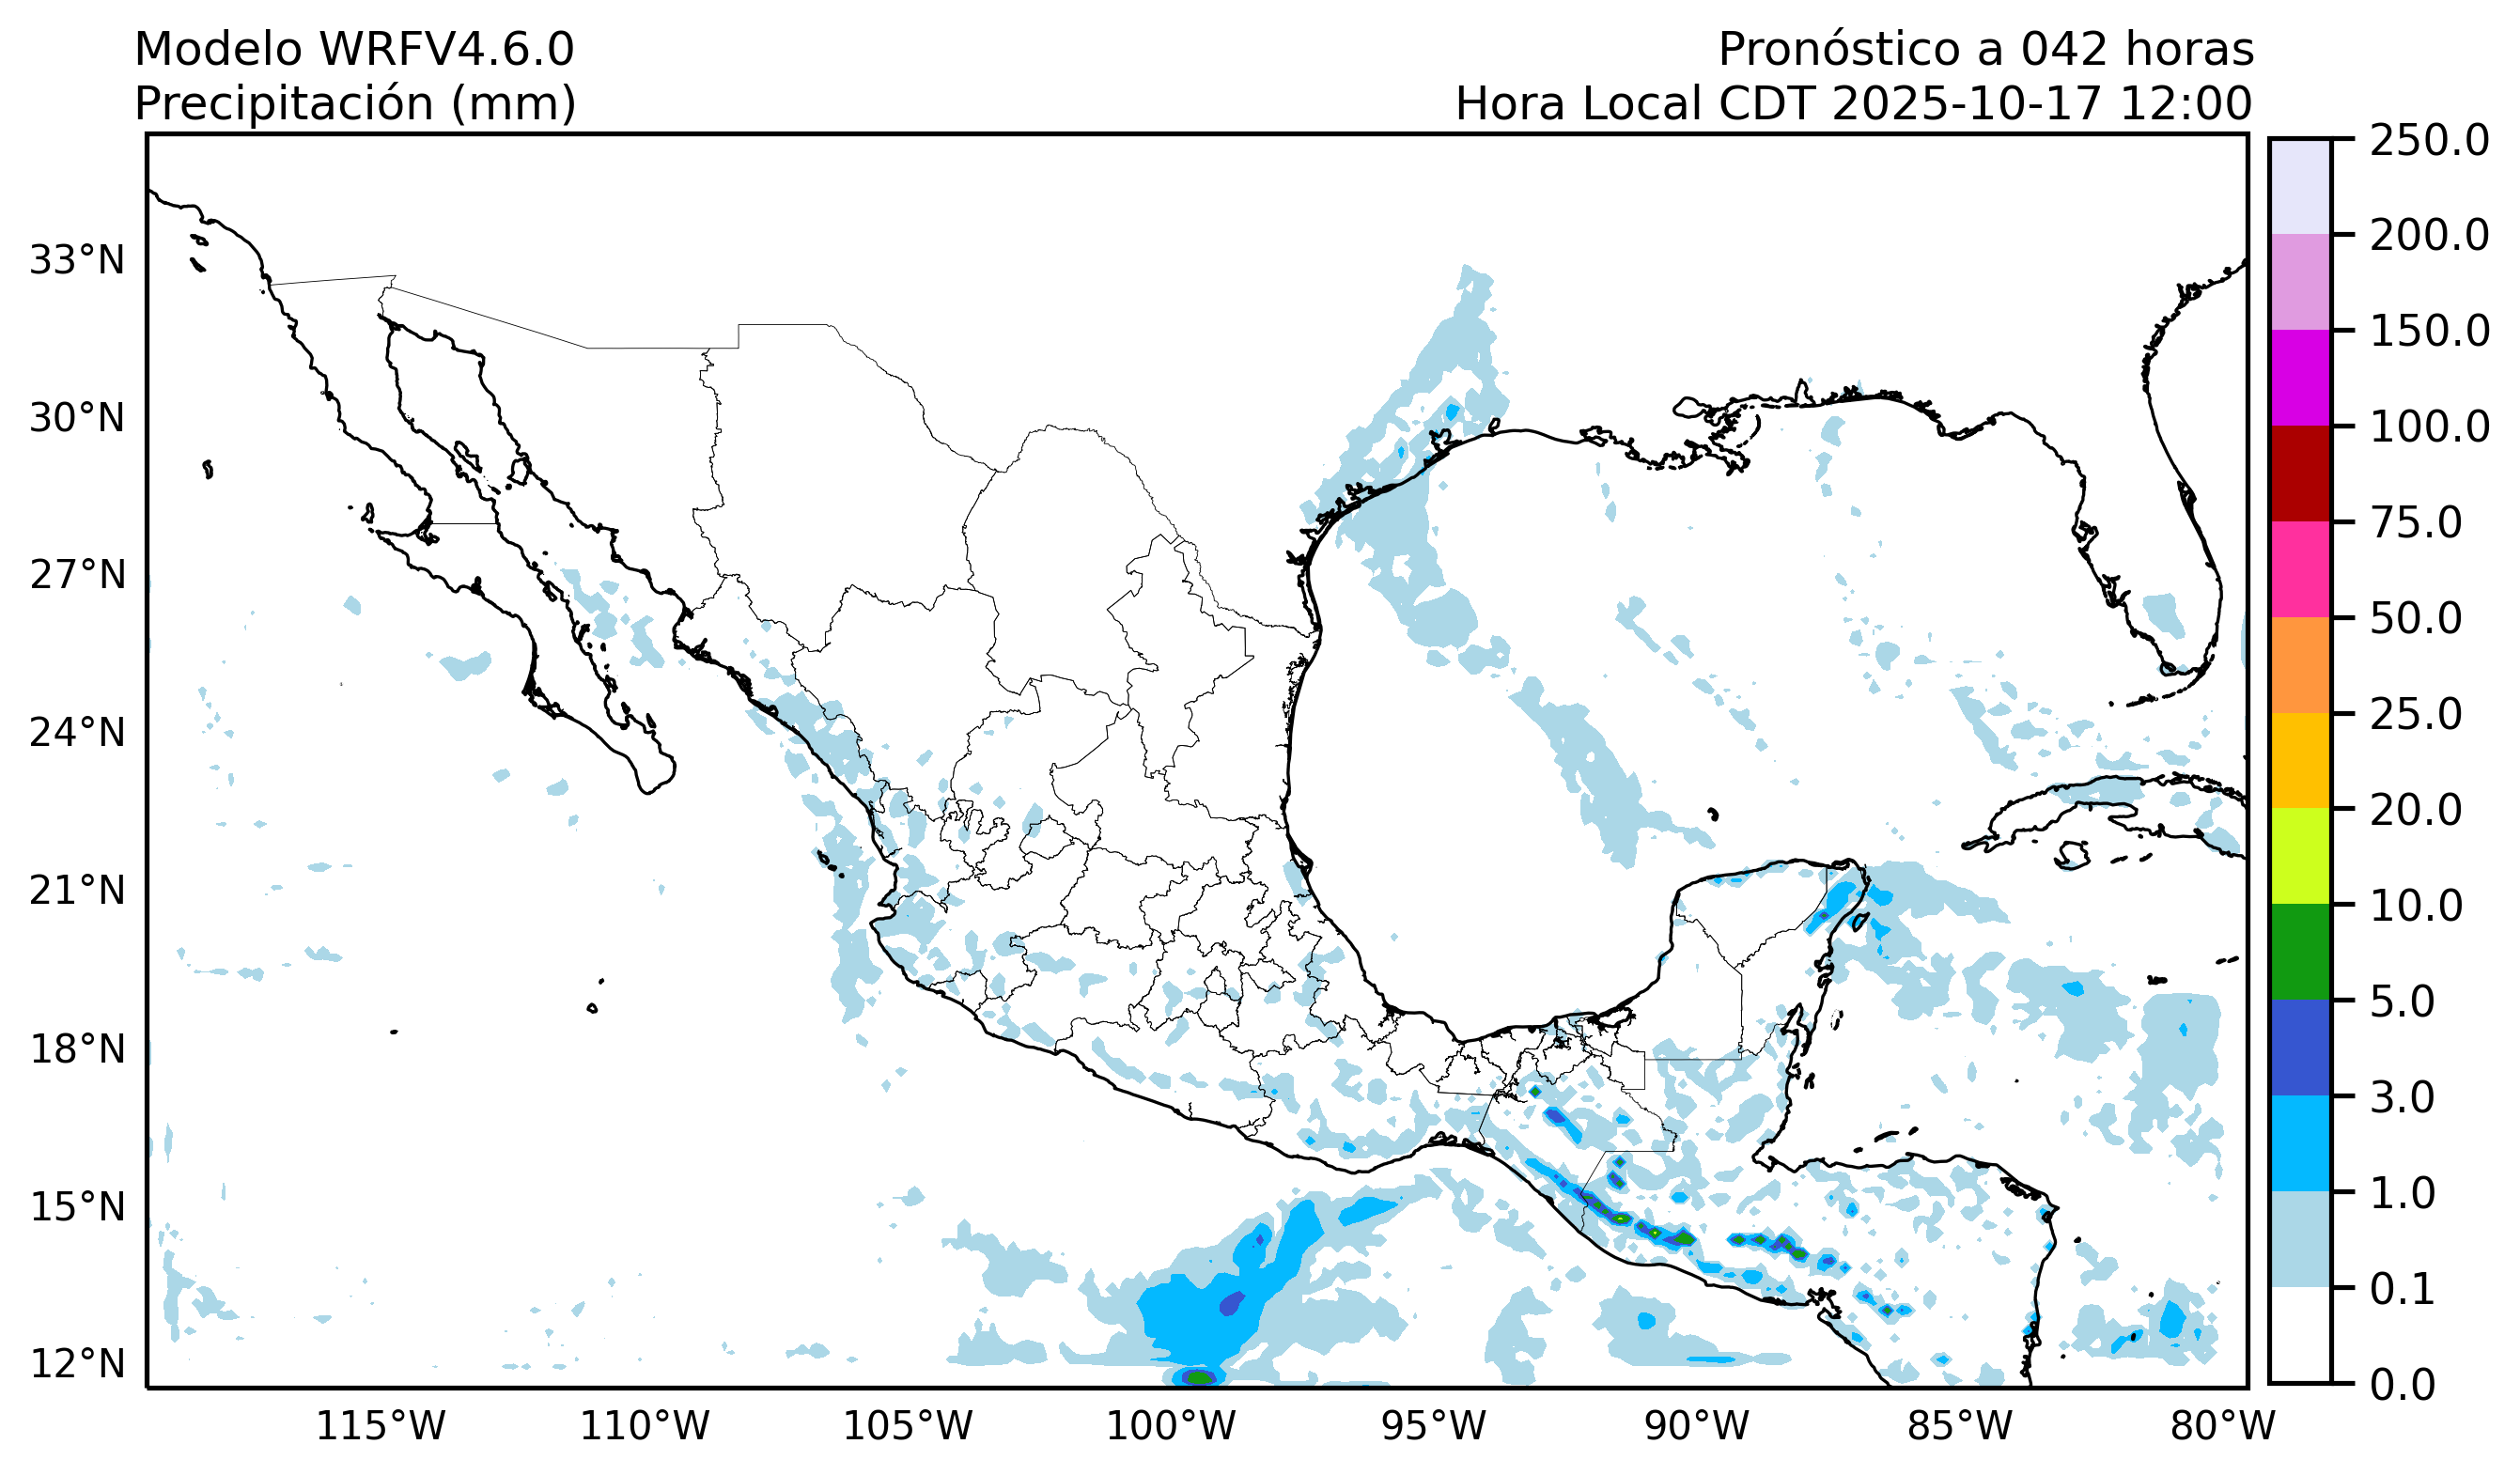 Modelo WRFV4.6.0
Precipitación (mm)
Pronóstico a 042 horas
Hora Local CDT 2025-10-17 12:00
33°N
30°N
27°N
24°N
21°N
18°N
15°N
12°N
115°W
110°W
105°W
100°W
95°W
90°W
85°W
80°W
250.0
200.0
150.0
100.0
75.0
50.0
25.0
20.0
10.0
5.0
3.0
1.0
0.1
0.0